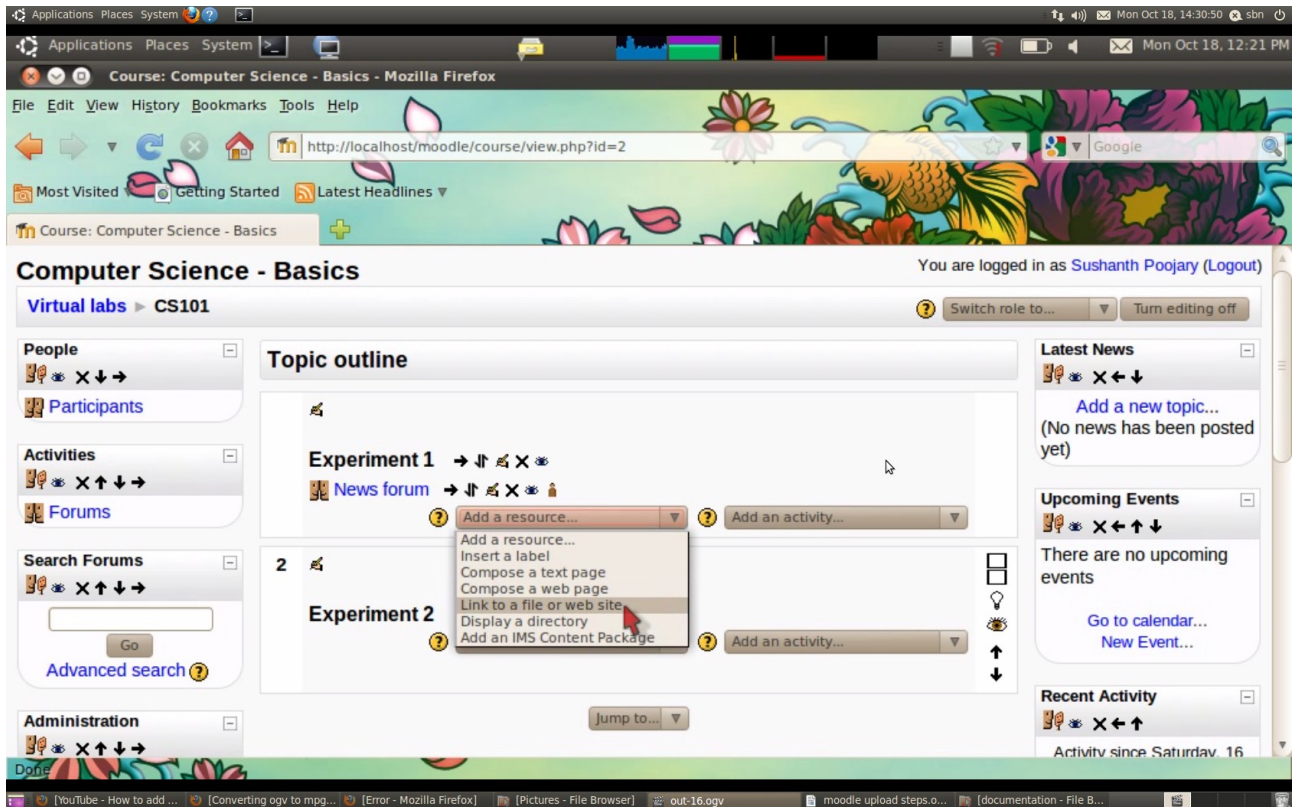 Applications Places System
Mon Oct 18, 14:30:50 sbn
Applications Places System
Mon Oct 18, 12:21 PM
Course: Computer Science - Basics - Mozilla Firefox
File Edit View History Bookmarks Tools Help
http://localhost/moodle/course/view.php?id=2
Google
Most Visited Getting Started Latest Headlines
Course: Computer Science - Basics
Computer Science - Basics
You are logged in as Sushanth Poojary (Logout)
Virtual labs ► CS101
Switch role to...
Turn editing off
People
Participants
Activities
Forums
Search Forums
Go
Advanced search
Administration
Topic outline
Experiment 1
News forum
Add a resource...
Add an activity...
Add a resource...
Insert a label
Compose a text page
Compose a web page
Link to a file or web site
Display a directory
Add an IMS Content Package
2
Experiment 2
Add an activity...
Jump to...
Latest News
Add a new topic...
(No news has been posted
yet)
Upcoming Events
There are no upcoming
events
Go to calendar...
New Event...
Recent Activity
Activity since Saturday, 16
Done
[YouTube - How to add ...
[Converting ogv to mpg...
[Error - Mozilla Firefox]
[Pictures - File Browser]
out-16.ogv
moodle upload steps.o...
[documentation - File B...